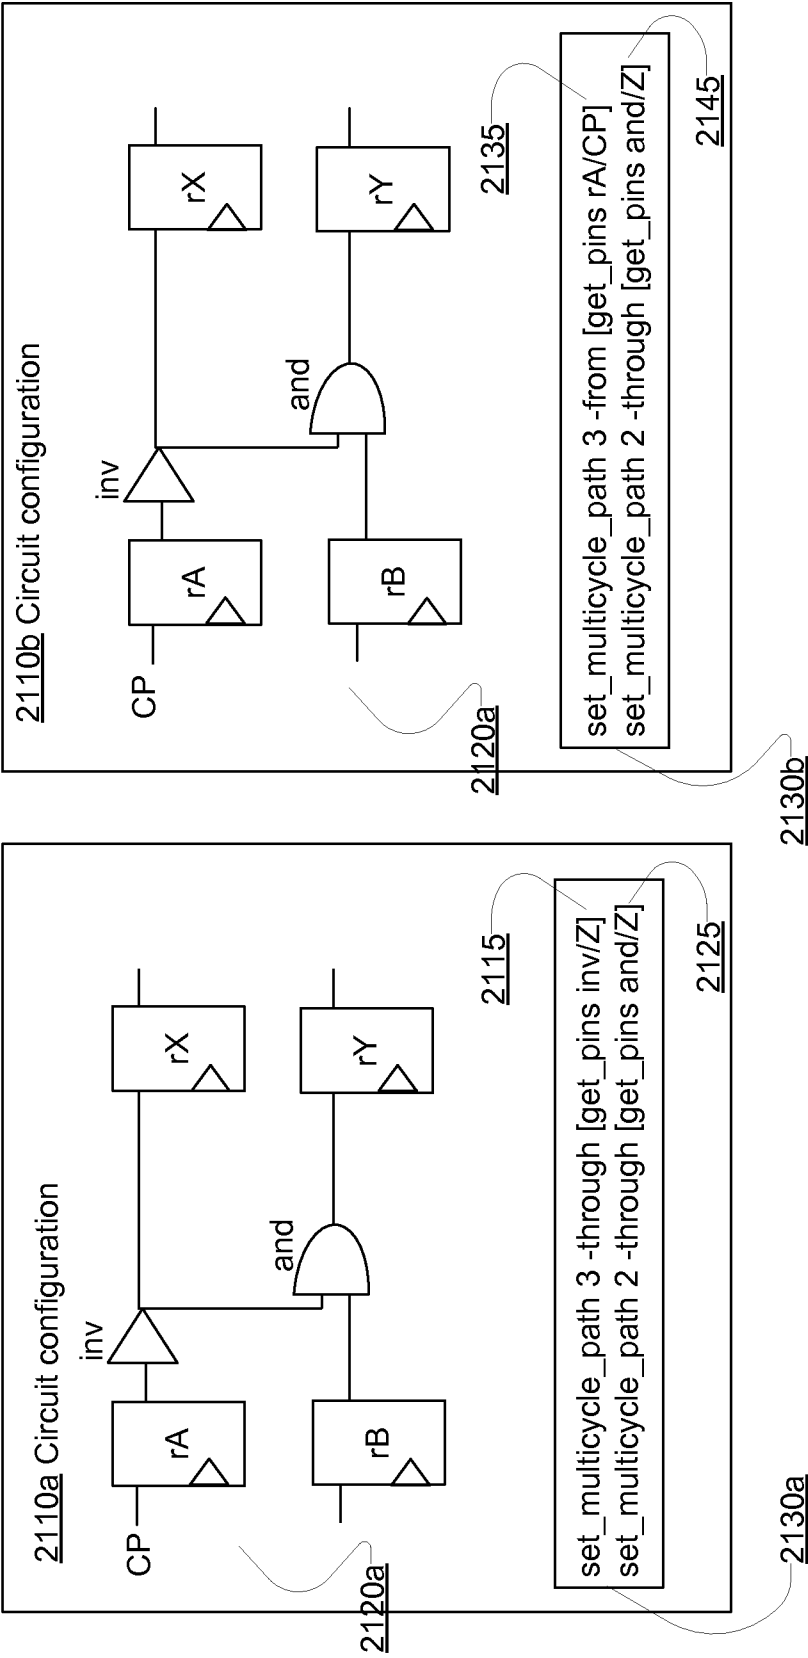 2110a Circuit configuration
inv
CP
rA
rX
and
rB
rY
2120a
2115
set_multicycle_path 3 -through [get_pins inv/Z]
set_multicycle_path 2 -through [get_pins and/Z]
2125
2130a
2110b Circuit configuration
inv
CP
rA
rX
and
rB
rY
2120a
2135
set_multicycle_path 3 -from [get_pins rA/CP]
set_multicycle_path 2 -through [get_pins and/Z]
2145
2130b